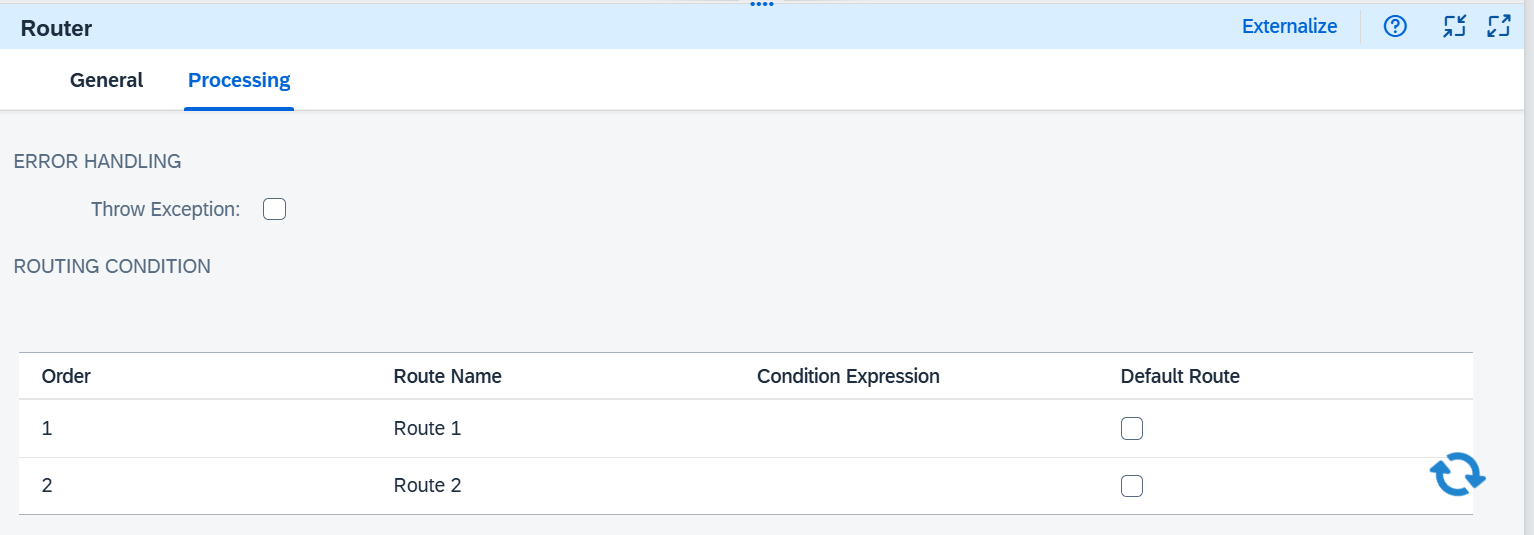 Router
Externalize
General
Processing
ERROR HANDLING
Throw Exception:
ROUTING CONDITION
Order Route Name Condition Expression Default Route
1 Route 1
2 Route 2